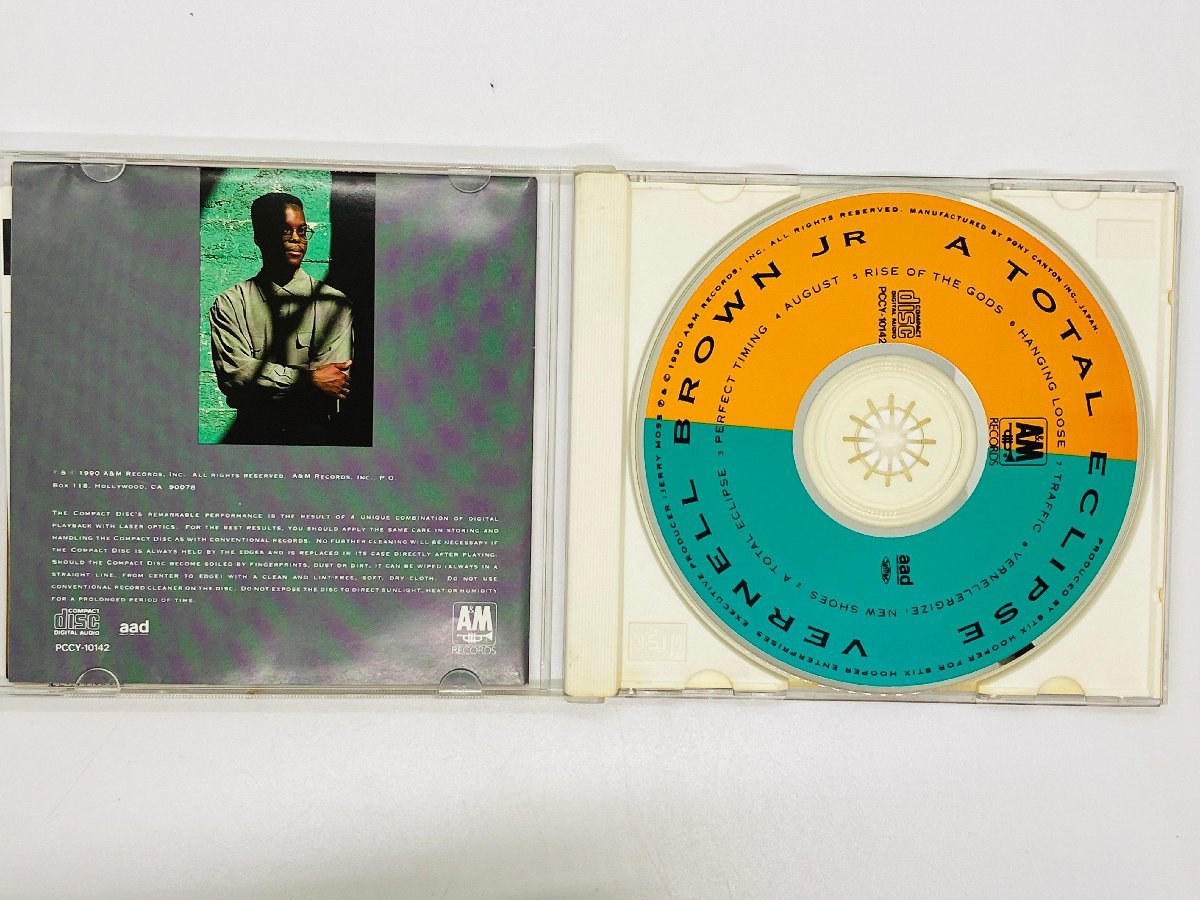 ℗ & © 1990 A&M RECORDS, INC. ALL RIGHTS RESERVED. A&M RECORDS, INC., P.O.
BOX 118, HOLLYWOOD, CA 90078
THE COMPACT DISC'S REMARKABLE PERFORMANCE IS THE RESULT OF A UNIQUE COMBINATION OF DIGITAL
PLAYBACK WITH LASER OPTICS. FOR THE BEST RESULTS, YOU SHOULD APPLY THE SAME CARE IN STORING AND
HANDLING THE COMPACT DISC AS WITH CONVENTIONAL RECORDS. NO FURTHER CLEANING WILL BE NECESSARY IF
THE COMPACT DISC IS ALWAYS HELD BY THE EDGES AND IS REPLACED IN ITS CASE DIRECTLY AFTER PLAYING.
SHOULD THE COMPACT DISC BECOME SOILED BY FINGERPRINTS, DUST OR DIRT, IT CAN BE WIPED (ALWAYS IN A
STRAIGHT LINE, FROM CENTER TO EDGE) WITH A CLEAN AND LINT-FREE, SOFT, DRY CLOTH. DO NOT USE
CONVENTIONAL RECORD CLEANER ON THE DISC. DO NOT EXPOSE THE DISC TO DIRECT SUNLIGHT, HEAT OR HUMIDITY
FOR A PROLONGED PERIOD OF TIME.
COMPACT
disc
DIGITAL AUDIO
aad
PCCY-10142
A&M
RECORDS
℗ & © 1990 A&M RECORDS, INC. ALL RIGHTS RESERVED. MANUFACTURED BY PONY CANYON INC., JAPAN.
VERNELL BROWN JR A TOTAL ECLIPSE
2 A TOTAL ECLIPSE 3 PERFECT TIMING 4 AUGUST 5 RISE OF THE GODS 6 HANGING LOOSE 7 TRAFFIC 8 VERNELLERGIZE! NEW SHOES
COMPACT
disc
DIGITAL AUDIO
PCCY-10142
A&M
RECORDS
aad
PRODUCED BY STIX HOOPER FOR STIX HOOPER ENTERPRISES EXECUTIVE PRODUCER: JERRY MOSS
disc